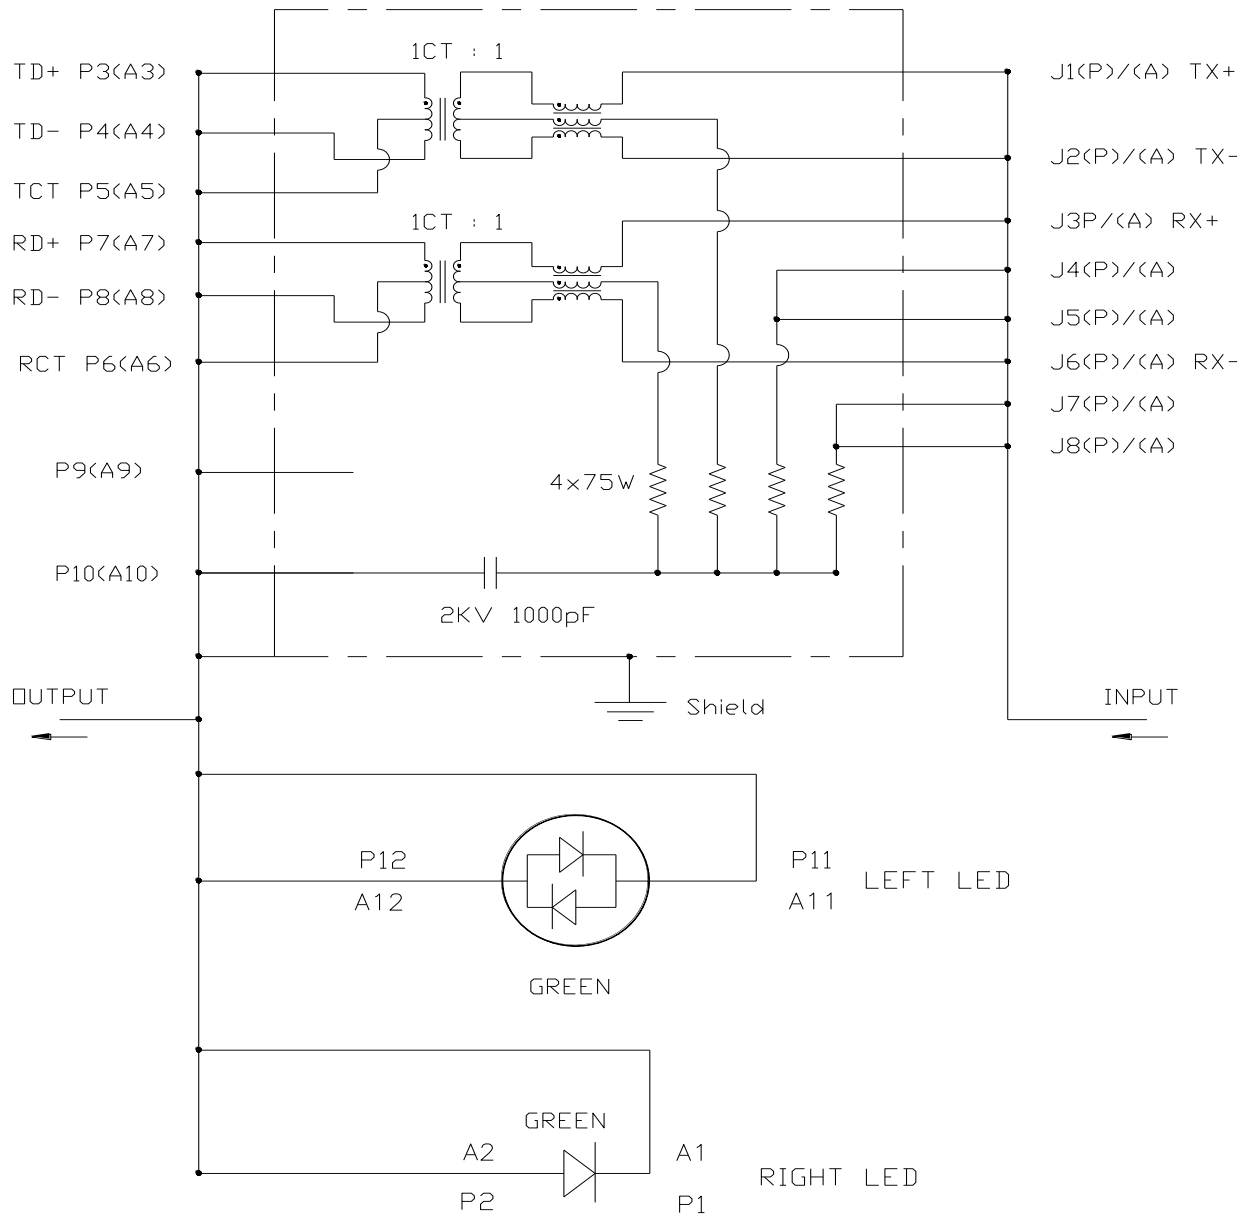 1CT : 1
TD+ P3(A3)
J1(P)/(A) TX+
TD- P4(A4)
J2(P)/(A) TX-
TCT P5(A5)
1CT : 1
J3P/(A) RX+
RD+ P7(A7)
J4(P)/(A)
RD- P8(A8)
J5(P)/(A)
RCT P6(A6)
J6(P)/(A) RX-
J7(P)/(A)
J8(P)/(A)
P9(A9)
4x75W
P10(A10)
2KV 1000pF
OUTPUT
Shield
INPUT
P12
P11
LEFT LED
A12
A11
GREEN
GREEN
A2
A1
RIGHT LED
P2
P1